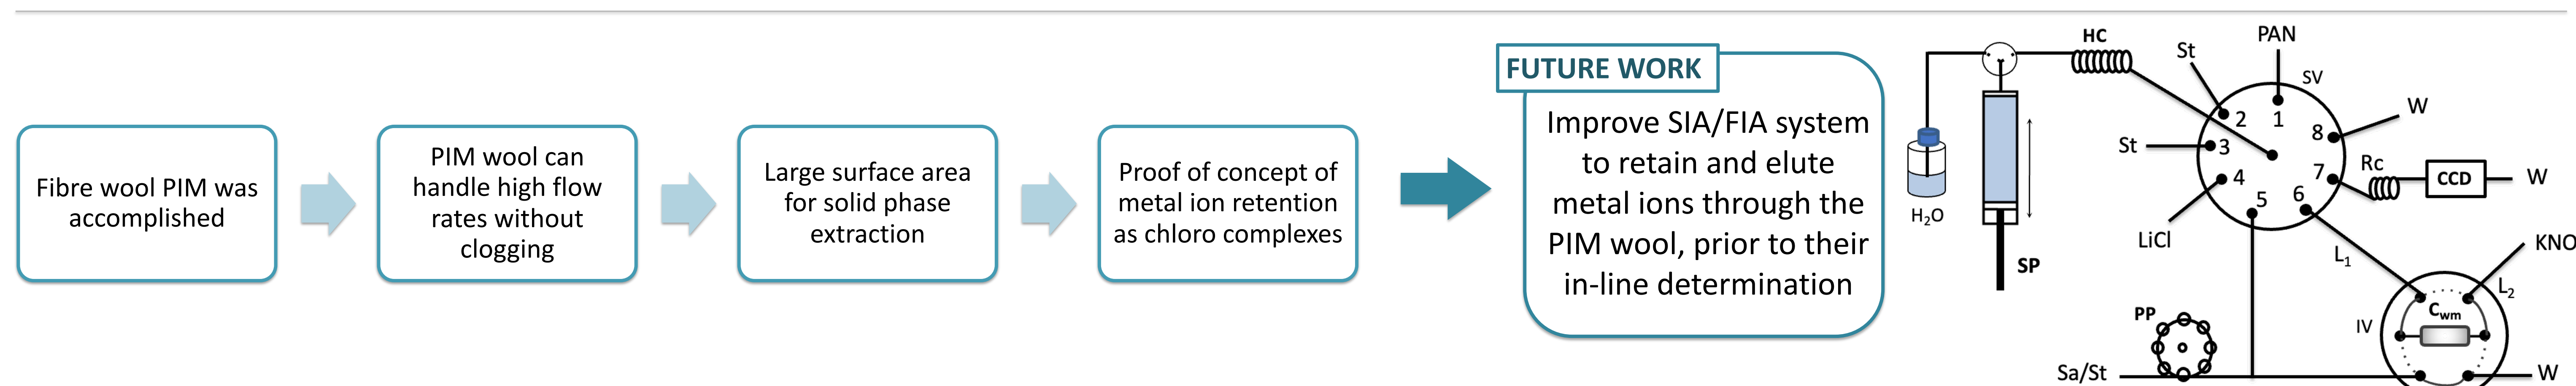 Fibre wool PIM was
accomplished
PIM wool can
handle high flow
rates without
clogging
Large surface area
for solid phase
extraction
Proof of concept of
metal ion retention
as chloro complexes
FUTURE WORK
Improve SIA/FIA system
to retain and elute
metal ions through the
PIM wool, prior to their
in-line determination
H₂O
SP
HC
St
PAN
SV
W
2
1
8
St
3
7
Rc
CCD
W
4
6
5
LiCl
L₁
KNO
L₂
PP
IV
Cwm
Sa/St
W